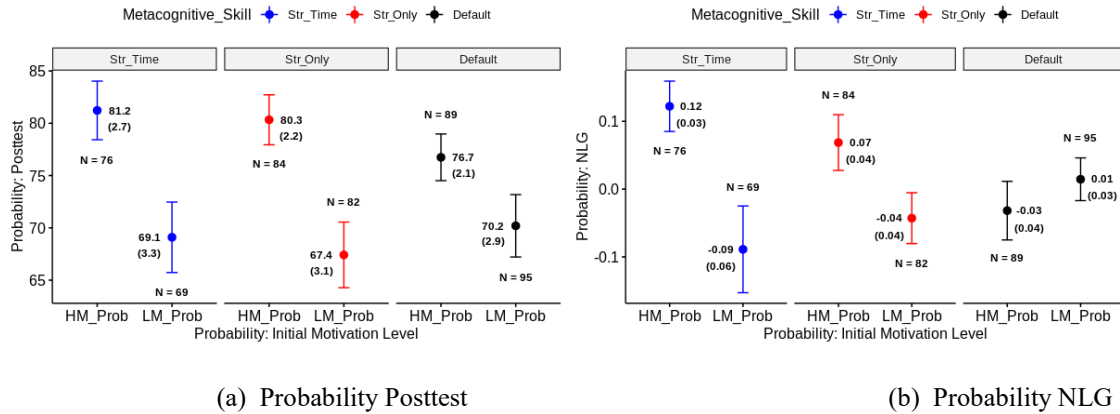 Metacognitive_Skill Str_Time Str_Only Default
Str_Time Str_Only Default
Probability: Posttest
85
80
75
70
65
81.2
(2.7)
N = 76
69.1
(3.3)
N = 69
80.3
(2.2)
N = 84
N = 82
67.4
(3.1)
N = 89
76.7
(2.1)
70.2
(2.9)
N = 95
HM_Prob LM_Prob HM_Prob LM_Prob HM_Prob LM_Prob
Probability: Initial Motivation Level
(a) Probability Posttest
Metacognitive_Skill Str_Time Str_Only Default
Str_Time Str_Only Default
Probability: NLG
0.1
0.0
-0.1
0.12
(0.03)
N = 76
N = 69
-0.09
(0.06)
N = 84
0.07
(0.04)
-0.04
(0.04)
N = 82
-0.03
(0.04)
N = 89
N = 95
0.01
(0.03)
HM_Prob LM_Prob HM_Prob LM_Prob HM_Prob LM_Prob
Probability: Initial Motivation Level
(b) Probability NLG